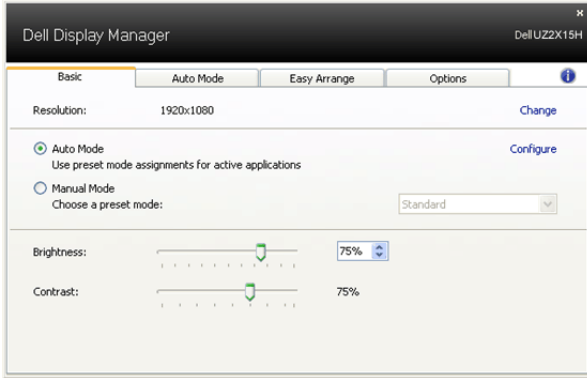 Dell Display Manager
Dell UZ2X15H
Basic
Auto Mode
Easy Arrange
Options
Resolution:
1920x1080
Change
Auto Mode
Configure
Use preset mode assignments for active applications
Manual Mode
Choose a preset mode:
Standard
Brightness:
75%
Contrast:
75%